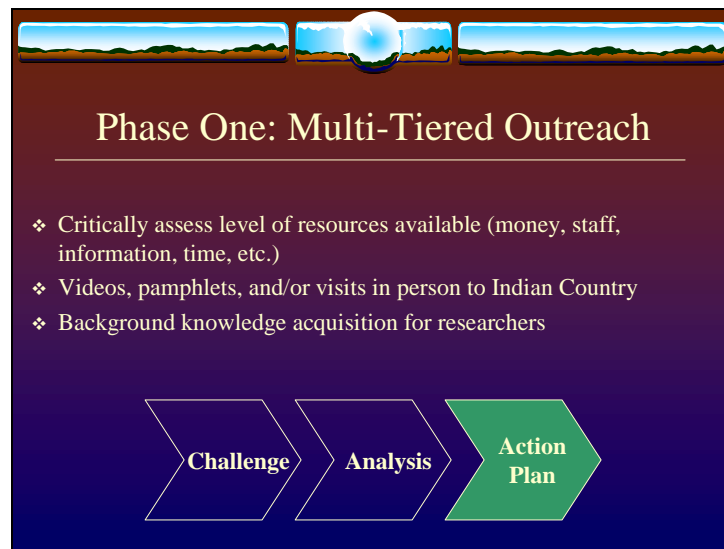 Phase One: Multi-Tiered Outreach
❖ Critically assess level of resources available (money, staff,
information, time, etc.)
❖ Videos, pamphlets, and/or visits in person to Indian Country
❖ Background knowledge acquisition for researchers
Challenge
Analysis
Action
Plan